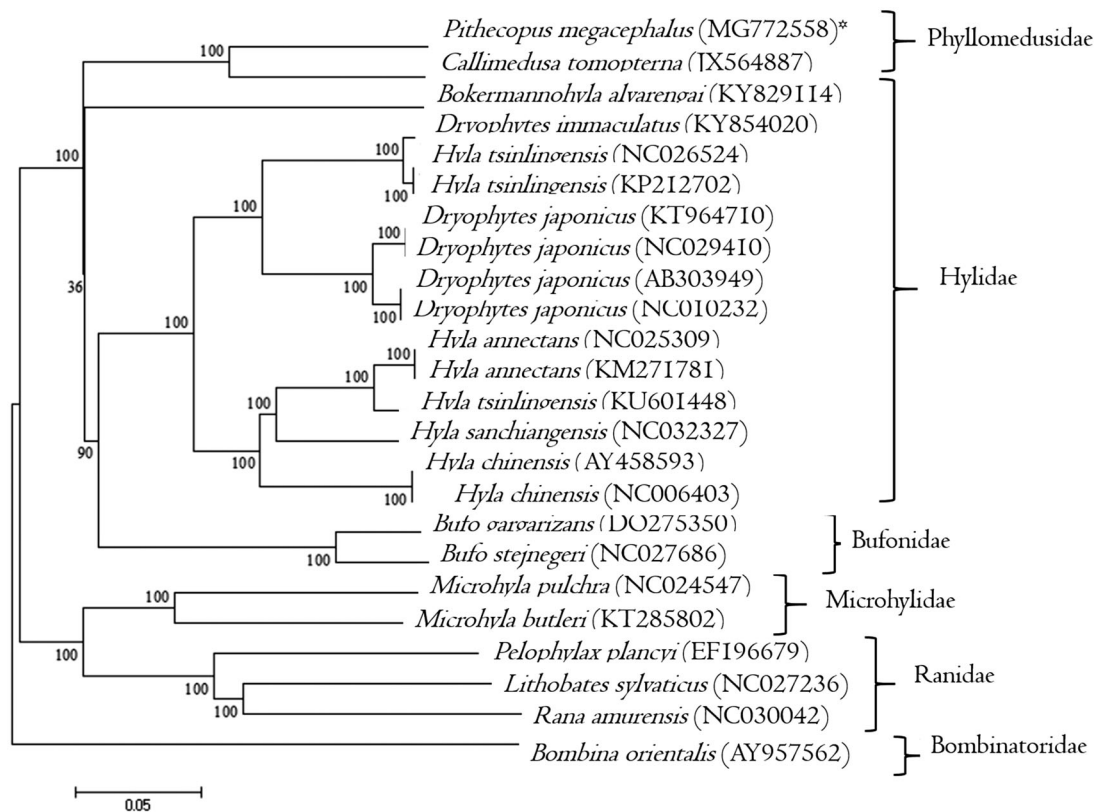 Pithecopus megacephalus (MG772558)*
Phyllomedusidae
Callimedusa tomopterna (JX564887)
Bokermannohyla alvarengai (KY829114)
Dryophytes immaculatus (KY854020)
Hyla tsinlingensis (NC026524)
Hyla tsinlingensis (KP212702)
Dryophytes japonicus (KT964710)
Dryophytes japonicus (NC029410)
Dryophytes japonicus (AB303949)
Hylidae
Dryophytes japonicus (NC010232)
Hyla annectans (NC025309)
Hyla annectans (KM271781)
Hyla tsinlingensis (KU601448)
Hyla sanchiangensis (NC032327)
Hyla chinensis (AY458593)
Hyla chinensis (NC006403)
Bufo gargarizans (DQ275350)
Bufonidae
Bufo stejnegeri (NC027686)
Microhyla pulchra (NC024547)
Microhylidae
Microhyla butleri (KT285802)
Pelophylax plancyi (EF196679)
Ranidae
Lithobates sylvaticus (NC027236)
Rana amurensis (NC030042)
Bombina orientalis (AY957562)
Bombinatoridae
100
100
100
100
100
100
100
36
100
100
100
100
100
100
90
100
100
100
100
100
100
100
0.05